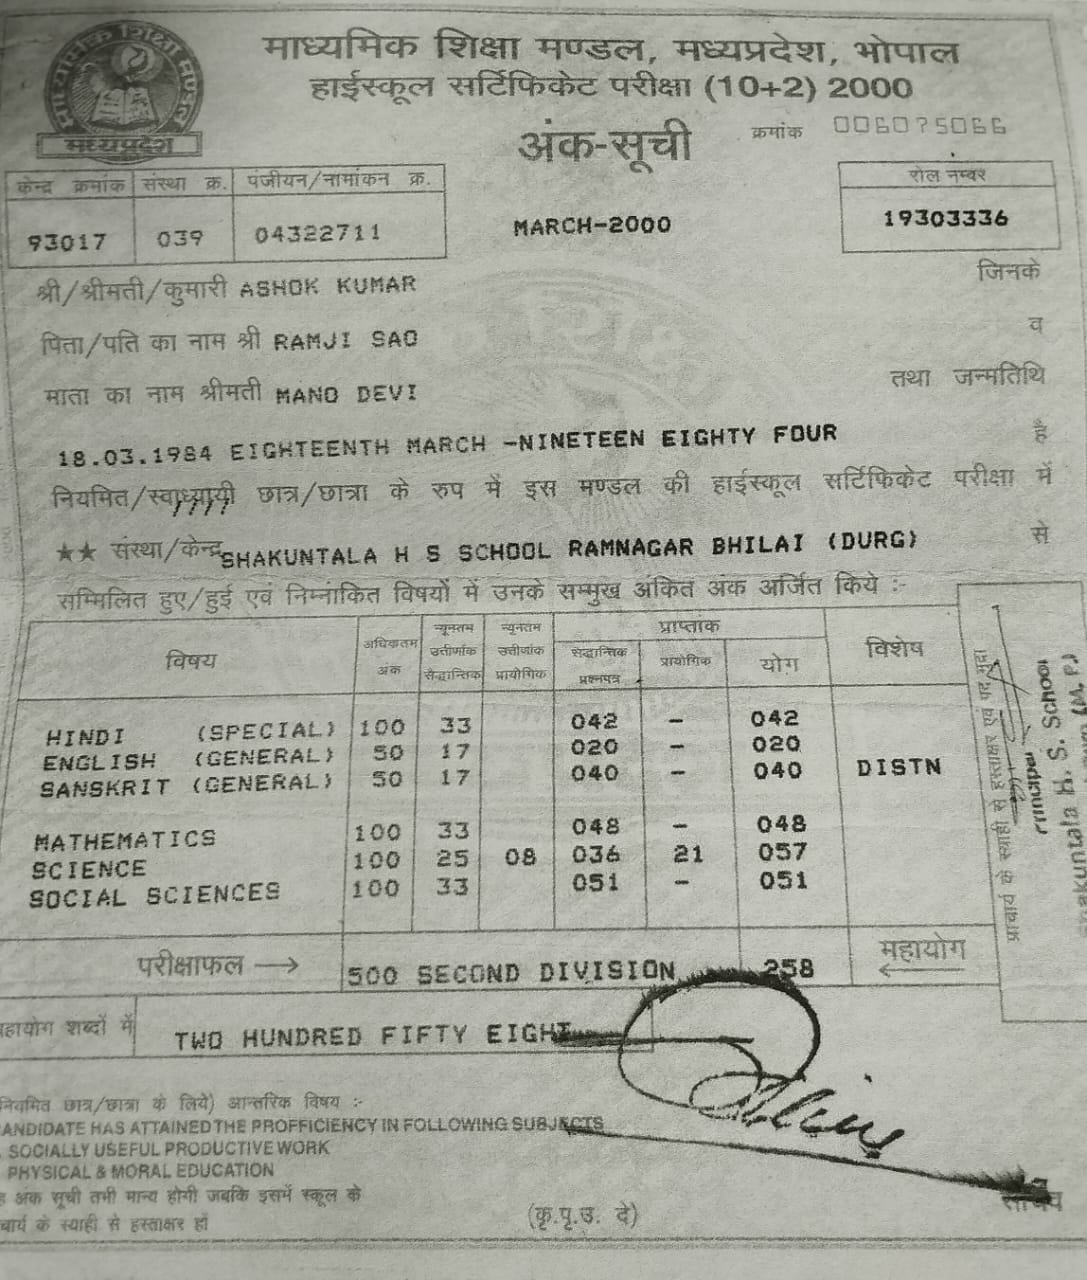 माध्यमिक शिक्षा मण्डल, मध्यप्रदेश, भोपाल
हाईस्कूल सर्टिफिकेट परीक्षा (10+2) 2000
मध्यप्रदेश
अंक-सूची
क्रमांक 006075066
केन्द्र क्रमांक संस्था क्र. पंजीयन/नामांकन क्र.
रोल नम्बर
93017 039 04322711
MARCH-2000
19303336
श्री/श्रीमती/कुमारी ASHOK KUMAR जिनके
पिता/पति का नाम श्री RAMJI SAO व
माता का नाम श्रीमती MANO DEVI तथा जन्मतिथि
18.03.1984 EIGHTEENTH MARCH -NINETEEN EIGHTY FOUR है
नियमित/स्वाध्यायी छात्र/छात्रा के रुप में इस मण्डल की हाईस्कूल सर्टिफिकेट परीक्षा में
★★ संस्था/केन्द्र SHAKUNTALA H S SCHOOL RAMNAGAR BHILAI (DURG) से
सम्मिलित हुए/हुई एवं निम्नांकित विषयों में उनके सम्मुख अंकित अंक अर्जित किये :-
विषय अधिकतम अंक न्यूनतम उत्तीर्णांक सैद्धान्तिक न्यूनतम उत्तीर्णांक प्रायोगिक प्राप्तांक विशेष
सैद्धान्तिक प्रश्नपत्र प्रायोगिक योग
HINDI (SPECIAL) 100 33 042 - 042
ENGLISH (GENERAL) 50 17 020 - 020
SANSKRIT (GENERAL) 50 17 040 - 040 DISTN
MATHEMATICS 100 33 048 - 048
SCIENCE 100 25 08 036 21 057
SOCIAL SCIENCES 100 33 051 - 051
परीक्षाफल → 500 SECOND DIVISION 258 महायोग ←
महायोग शब्दों में TWO HUNDRED FIFTY EIGHT
प्राचार्य के स्याही से हस्ताक्षर एवं पद मुद्रा
Principal
H. S. School
(M. P.)
नियमित छात्र/छात्रा के लिये) आन्तरिक विषय :-
ANDIDATE HAS ATTAINED THE PROFFICIENCY IN FOLLOWING SUBJECTS
SOCIALLY USEFUL PRODUCTIVE WORK
PHYSICAL & MORAL EDUCATION
अंक सूची तभी मान्य होगी जबकि इसमें स्कूल के
चार्य के स्याही से हस्ताक्षर हों
(कृ.पृ.उ. दे)
सचिव